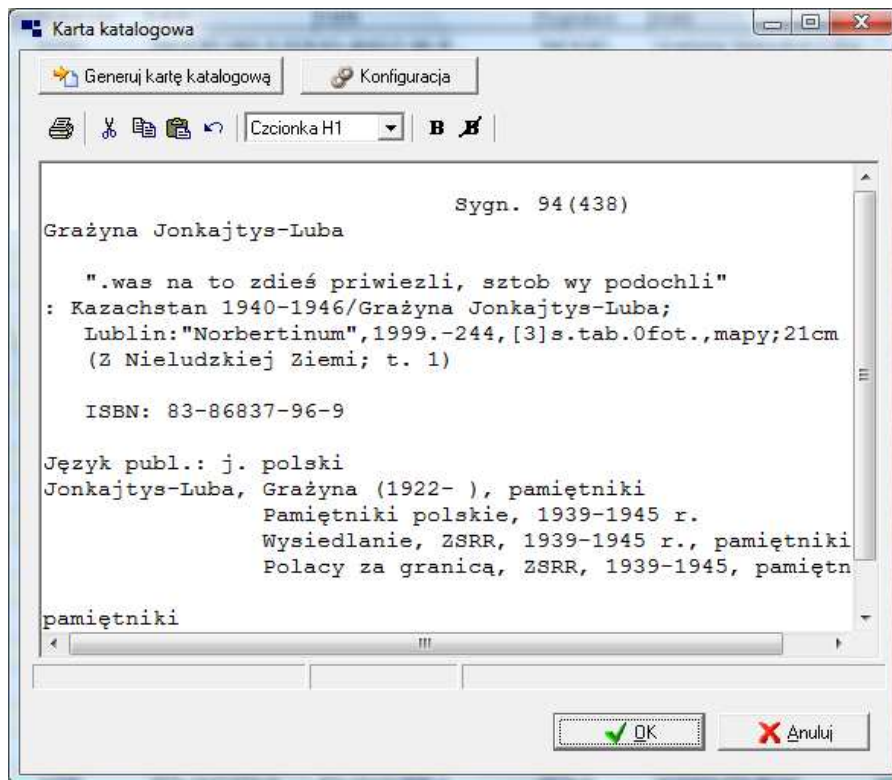 Karta katalogowa
Generuj kartę katalogową Konfiguracja
Czcionka H1 B B
Sygn. 94(438)
Grażyna Jonkajtys-Luba
".was na to zdieś priwiezli, sztob wy podochli"
: Kazachstan 1940-1946/Grażyna Jonkajtys-Luba;
Lublin:"Norbertinum",1999.-244,[3]s.tab.0fot.,mapy;21cm
(Z Nieludzkiej Ziemi; t. 1)
ISBN: 83-86837-96-9
Język publ.: j. polski
Jonkajtys-Luba, Grażyna (1922- ), pamiętniki
Pamiętniki polskie, 1939-1945 r.
Wysiedlanie, ZSRR, 1939-1945 r., pamiętniki
Polacy za granicą, ZSRR, 1939-1945, pamiętn
pamiętniki
OK Anuluj